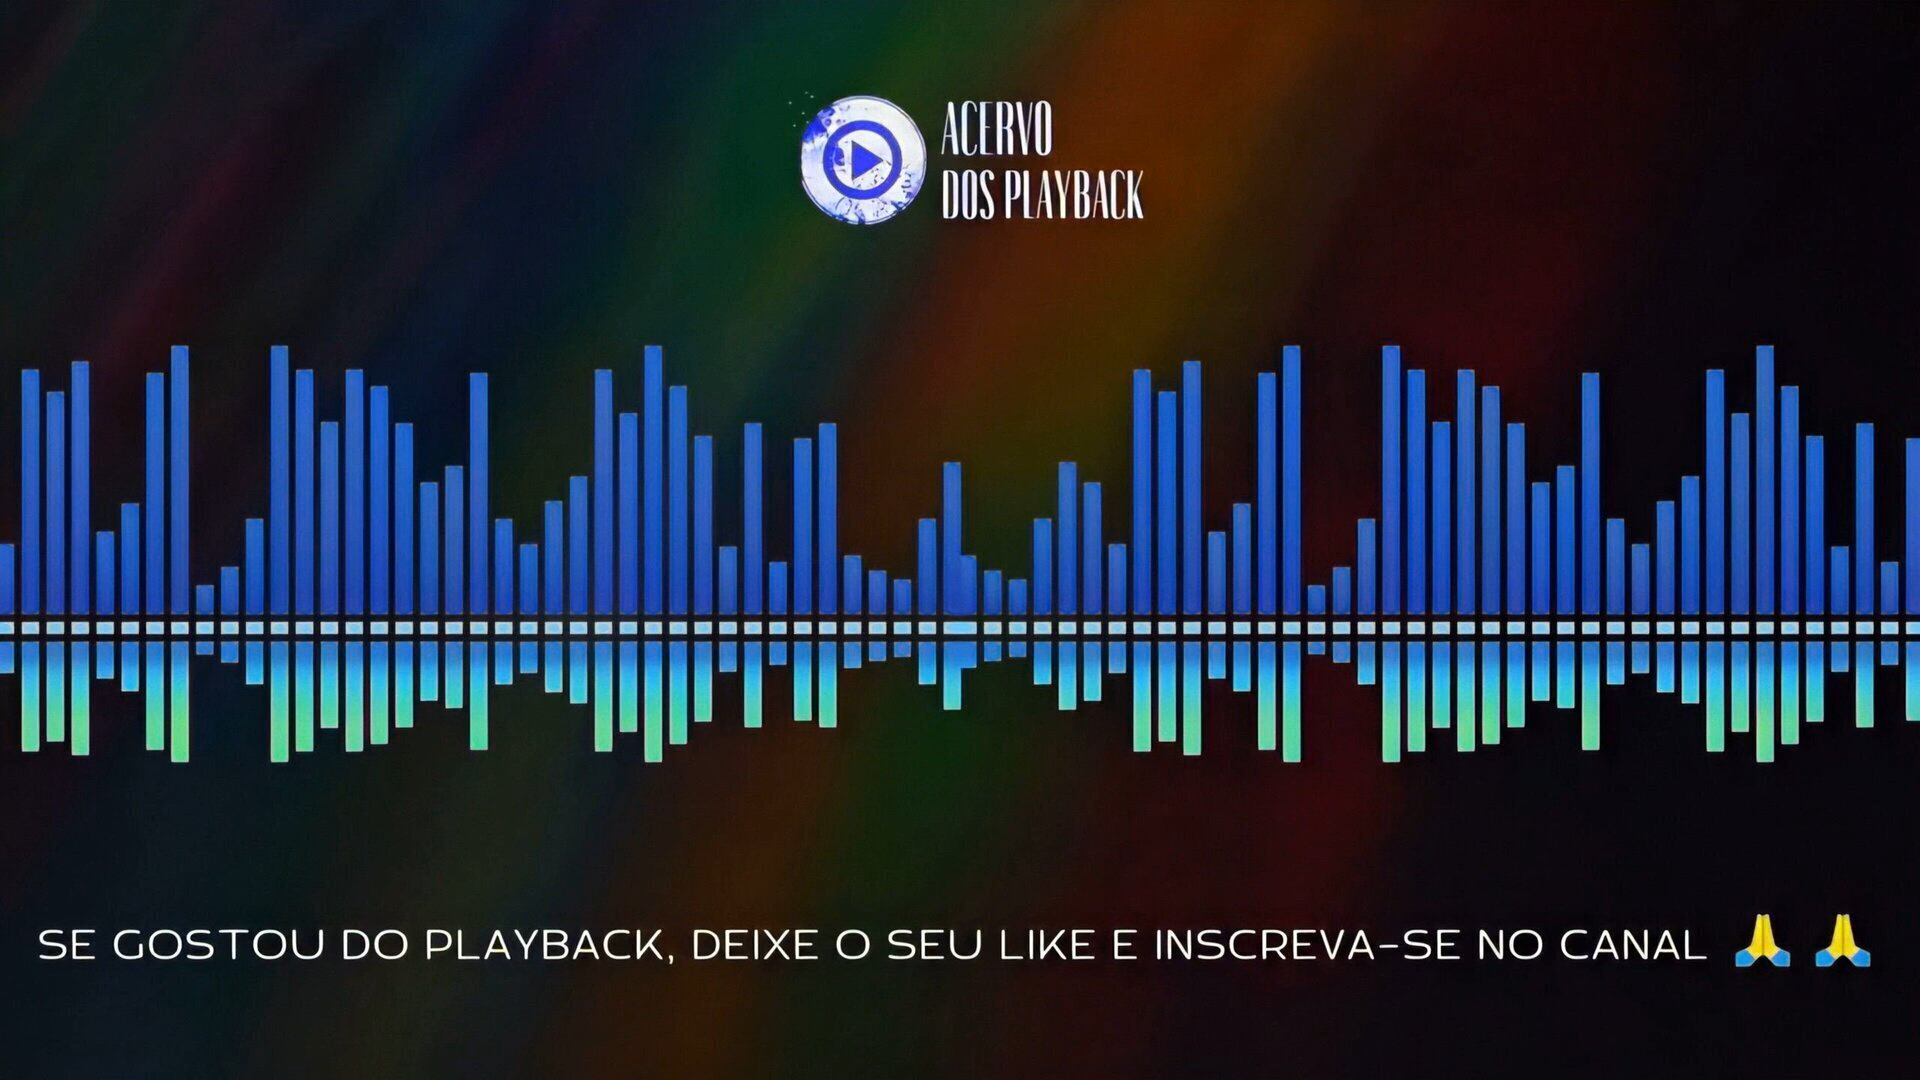 ACERVO
DOS PLAYBACK
SE GOSTOU DO PLAYBACK, DEIXE O SEU LIKE E INSCREVA-SE NO CANAL 🙏 🙏